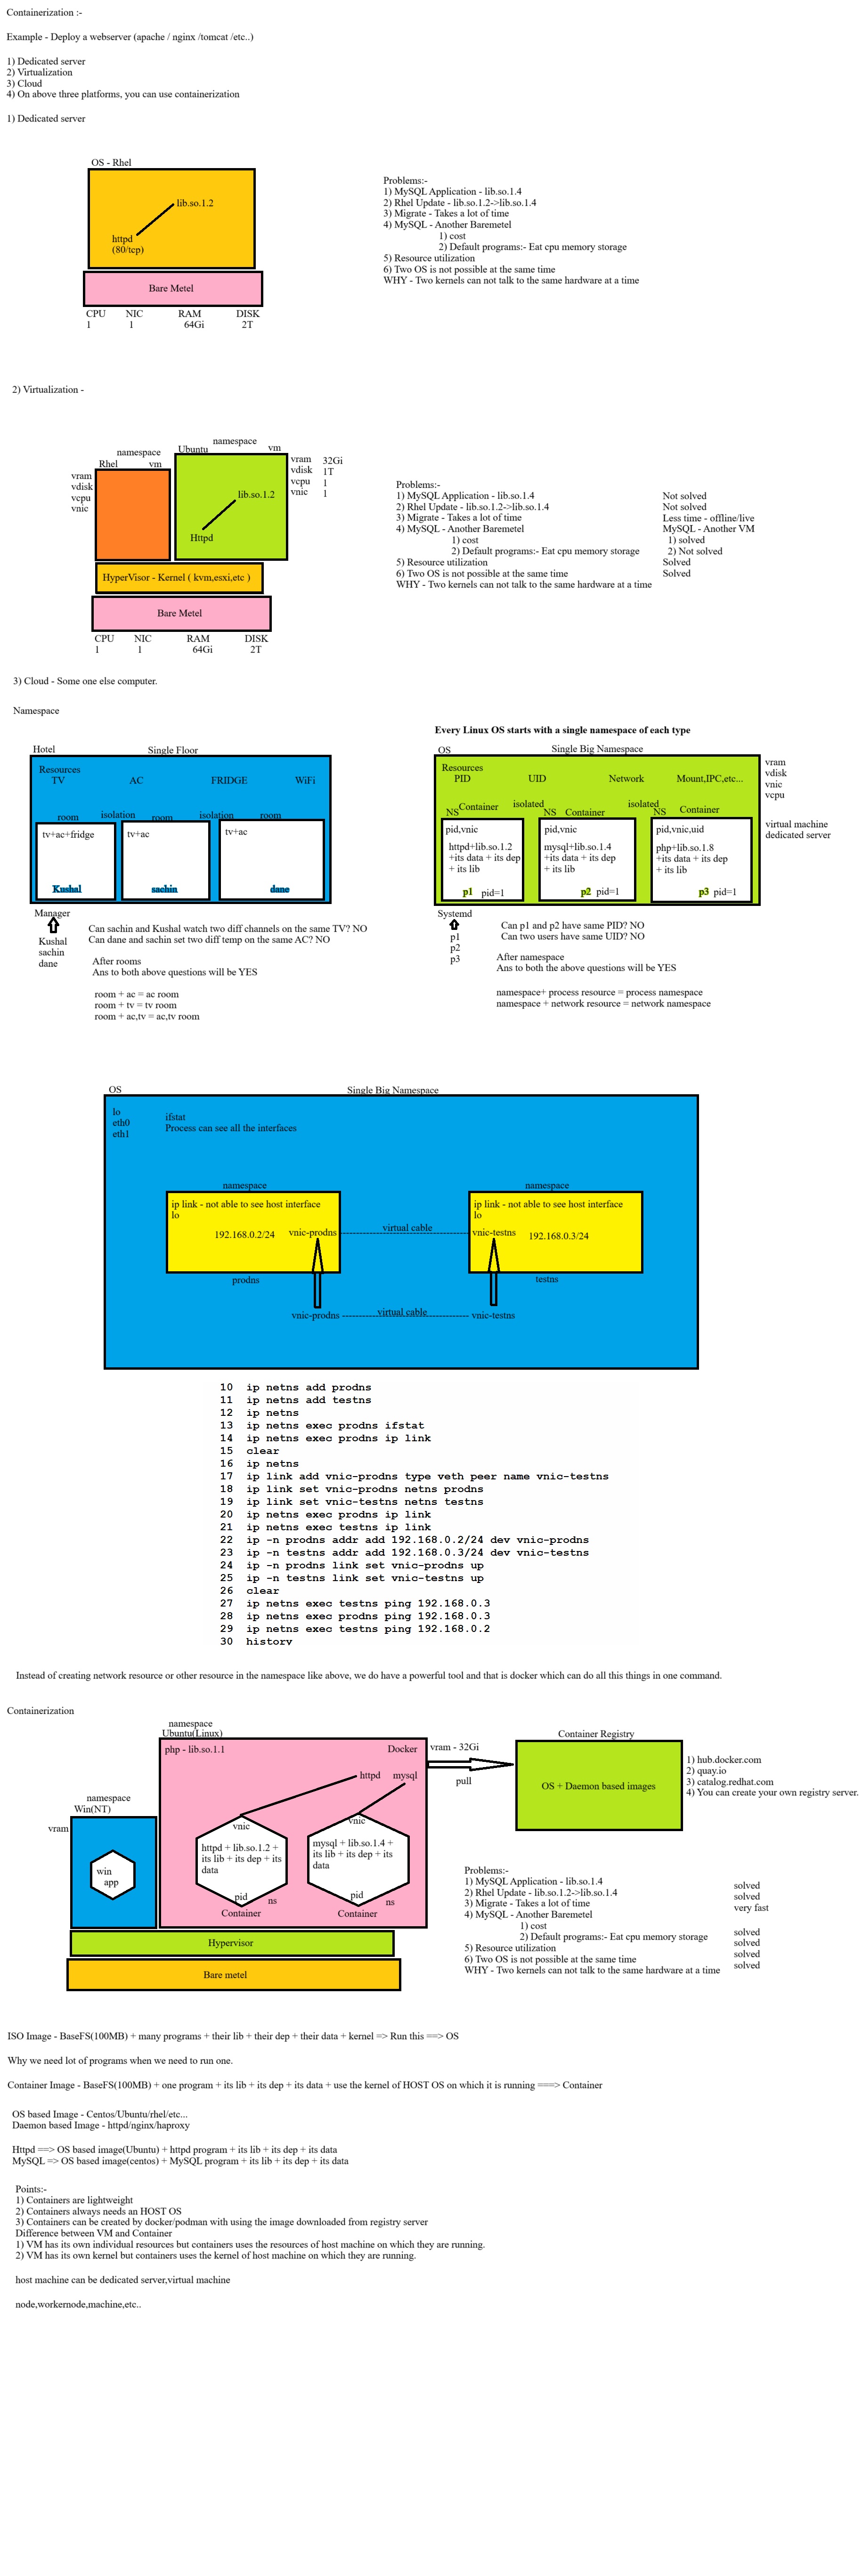 Containerization :-
Example - Deploy a webserver (apache / nginx /tomcat /etc..)
1) Dedicated server
2) Virtualization
3) Cloud
4) On above three platforms, you can use containerization
1) Dedicated server
OS - Rhel
lib.so.1.2
httpd
(80/tcp)
Bare Metel
CPU NIC RAM DISK
1 1 64Gi 2T
Problems:-
1) MySQL Application - lib.so.1.4
2) Rhel Update - lib.so.1.2->lib.so.1.4
3) Migrate - Takes a lot of time
4) MySQL - Another Baremetel
1) cost
2) Default programs:- Eat cpu memory storage
5) Resource utilization
6) Two OS is not possible at the same time
WHY - Two kernels can not talk to the same hardware at a time
2) Virtualization -
namespace
Rhel vm
vram
vdisk
vcpu
vnic
namespace
Ubuntu vm
lib.so.1.2
Httpd
vram 32Gi
vdisk 1T
vcpu 1
vnic 1
HyperVisor - Kernel ( kvm,esxi,etc )
Bare Metel
CPU NIC RAM DISK
1 1 64Gi 2T
Problems:-
1) MySQL Application - lib.so.1.4 Not solved
2) Rhel Update - lib.so.1.2->lib.so.1.4 Not solved
3) Migrate - Takes a lot of time Less time - offline/live
4) MySQL - Another Baremetel MySQL - Another VM
1) cost 1) solved
2) Default programs:- Eat cpu memory storage 2) Not solved
5) Resource utilization Solved
6) Two OS is not possible at the same time Solved
WHY - Two kernels can not talk to the same hardware at a time
3) Cloud - Some one else computer.
Namespace
Hotel Single Floor
Resources
TV AC FRIDGE WiFi
room isolation room isolation room
tv+ac+fridge tv+ac tv+ac
Kushal sachin dane
Manager
Kushal
sachin
dane
Can sachin and Kushal watch two diff channels on the same TV? NO
Can dane and sachin set two diff temp on the same AC? NO
After rooms
Ans to both above questions will be YES
room + ac = ac room
room + tv = tv room
room + ac,tv = ac,tv room
Every Linux OS starts with a single namespace of each type
OS Single Big Namespace
Resources
PID UID Network Mount,IPC,etc...
NS Container isolated NS Container isolated NS Container
pid,vnic
httpd+lib.so.1.2
+its data + its dep
+ its lib
p1 pid=1
pid,vnic
mysql+lib.so.1.4
+its data + its dep
+ its lib
p2 pid=1
pid,vnic,uid
php+lib.so.1.8
+its data + its dep
+ its lib
p3 pid=1
vram
vdisk
vnic
vcpu
virtual machine
dedicated server
Systemd
p1
p2
p3
Can p1 and p2 have same PID? NO
Can two users have same UID? NO
After namespace
Ans to both the above questions will be YES
namespace+ process resource = process namespace
namespace + network resource = network namespace
OS Single Big Namespace
lo
eth0
eth1
ifstat
Process can see all the interfaces
namespace
ip link - not able to see host interface
lo
192.168.0.2/24 vnic-prodns
prodns
virtual cable
namespace
ip link - not able to see host interface
lo
vnic-testns 192.168.0.3/24
testns
vnic-prodns virtual cable vnic-testns
10 ip netns add prodns
11 ip netns add testns
12 ip netns
13 ip netns exec prodns ifstat
14 ip netns exec prodns ip link
15 clear
16 ip netns
17 ip link add vnic-prodns type veth peer name vnic-testns
18 ip link set vnic-prodns netns prodns
19 ip link set vnic-testns netns testns
20 ip netns exec prodns ip link
21 ip netns exec testns ip link
22 ip -n prodns addr add 192.168.0.2/24 dev vnic-prodns
23 ip -n testns addr add 192.168.0.3/24 dev vnic-testns
24 ip -n prodns link set vnic-prodns up
25 ip -n testns link set vnic-testns up
26 clear
27 ip netns exec testns ping 192.168.0.3
28 ip netns exec prodns ping 192.168.0.3
29 ip netns exec testns ping 192.168.0.2
30 history
Instead of creating network resource or other resource in the namespace like above, we do have a powerful tool and that is docker which can do all this things in one command.
Containerization
namespace
Win(NT)
vram
win
app
namespace
Ubuntu(Linux)
php - lib.so.1.1 Docker
httpd mysql
vnic
httpd + lib.so.1.2 +
its lib + its dep + its
data
pid ns
Container
vnic
mysql + lib.so.1.4 +
its lib + its dep + its
data
pid ns
Container
Hypervisor
Bare metel
vram - 32Gi
pull
Container Registry
OS + Daemon based images
1) hub.docker.com
2) quay.io
3) catalog.redhat.com
4) You can create your own registry server.
Problems:-
1) MySQL Application - lib.so.1.4 solved
2) Rhel Update - lib.so.1.2->lib.so.1.4 solved
3) Migrate - Takes a lot of time very fast
4) MySQL - Another Baremetel
1) cost solved
2) Default programs:- Eat cpu memory storage solved
5) Resource utilization solved
6) Two OS is not possible at the same time solved
WHY - Two kernels can not talk to the same hardware at a time
ISO Image - BaseFS(100MB) + many programs + their lib + their dep + their data + kernel => Run this ==> OS
Why we need lot of programs when we need to run one.
Container Image - BaseFS(100MB) + one program + its lib + its dep + its data + use the kernel of HOST OS on which it is running ===> Container
OS based Image - Centos/Ubuntu/rhel/etc...
Daemon based Image - httpd/nginx/haproxy
Httpd ==> OS based image(Ubuntu) + httpd program + its lib + its dep + its data
MySQL => OS based image(centos) + MySQL program + its lib + its dep + its data
Points:-
1) Containers are lightweight
2) Containers always needs an HOST OS
3) Containers can be created by docker/podman with using the image downloaded from registry server
Difference between VM and Container
1) VM has its own individual resources but containers uses the resources of host machine on which they are running.
2) VM has its own kernel but containers uses the kernel of host machine on which they are running.
host machine can be dedicated server,virtual machine
node,workernode,machine,etc..